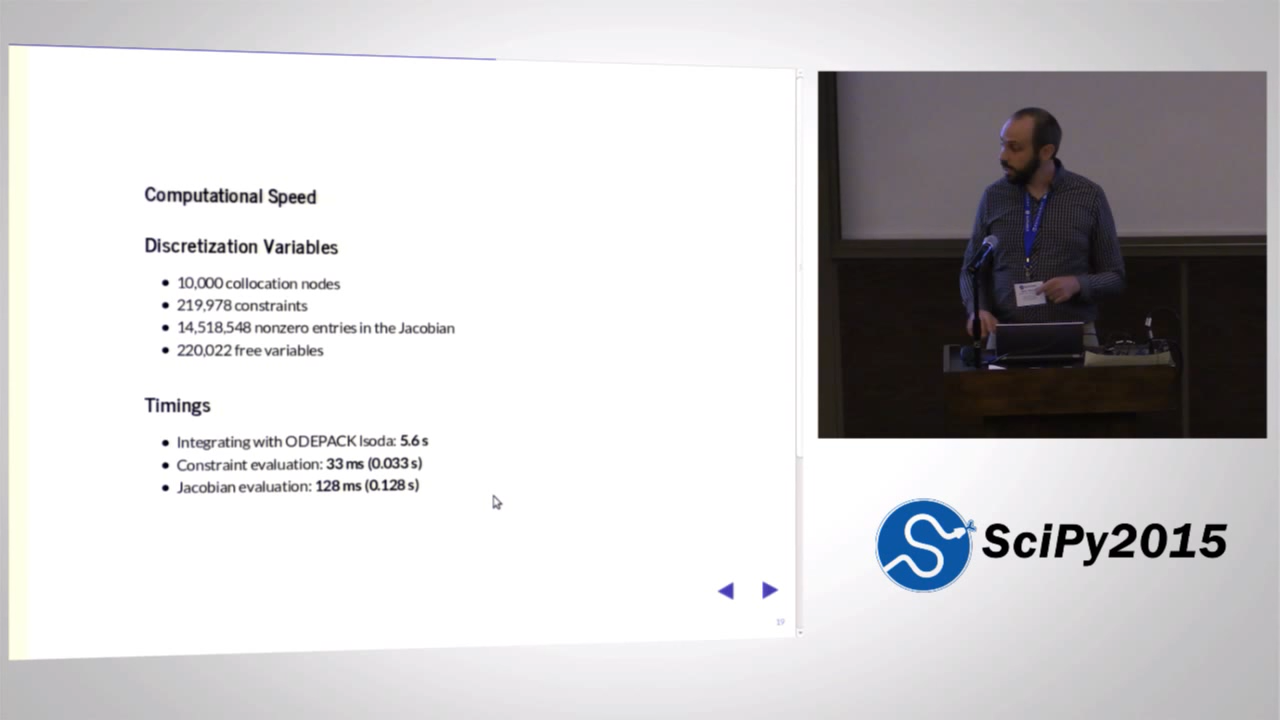 Computational Speed
Discretization Variables
• 10,000 collocation nodes
• 219,978 constraints
• 14,518,548 nonzero entries in the Jacobian
• 220,022 free variables
Timings
• Integrating with ODEPACK lsoda: 5.6 s
• Constraint evaluation: 33 ms (0.033 s)
• Jacobian evaluation: 128 ms (0.128 s)
19
SciPy2015